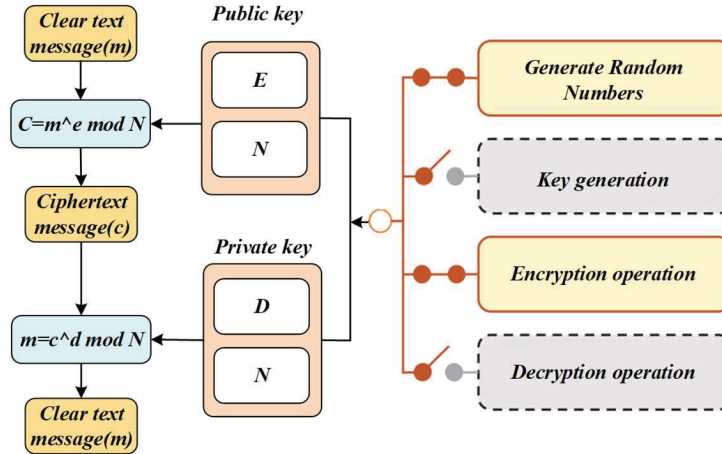 Clear text
message(m)
C=m^e mod N
Ciphertext
message(c)
m=c^d mod N
Clear text
message(m)
Public key
E
N
Private key
D
N
Generate Random
Numbers
Key generation
Encryption operation
Decryption operation